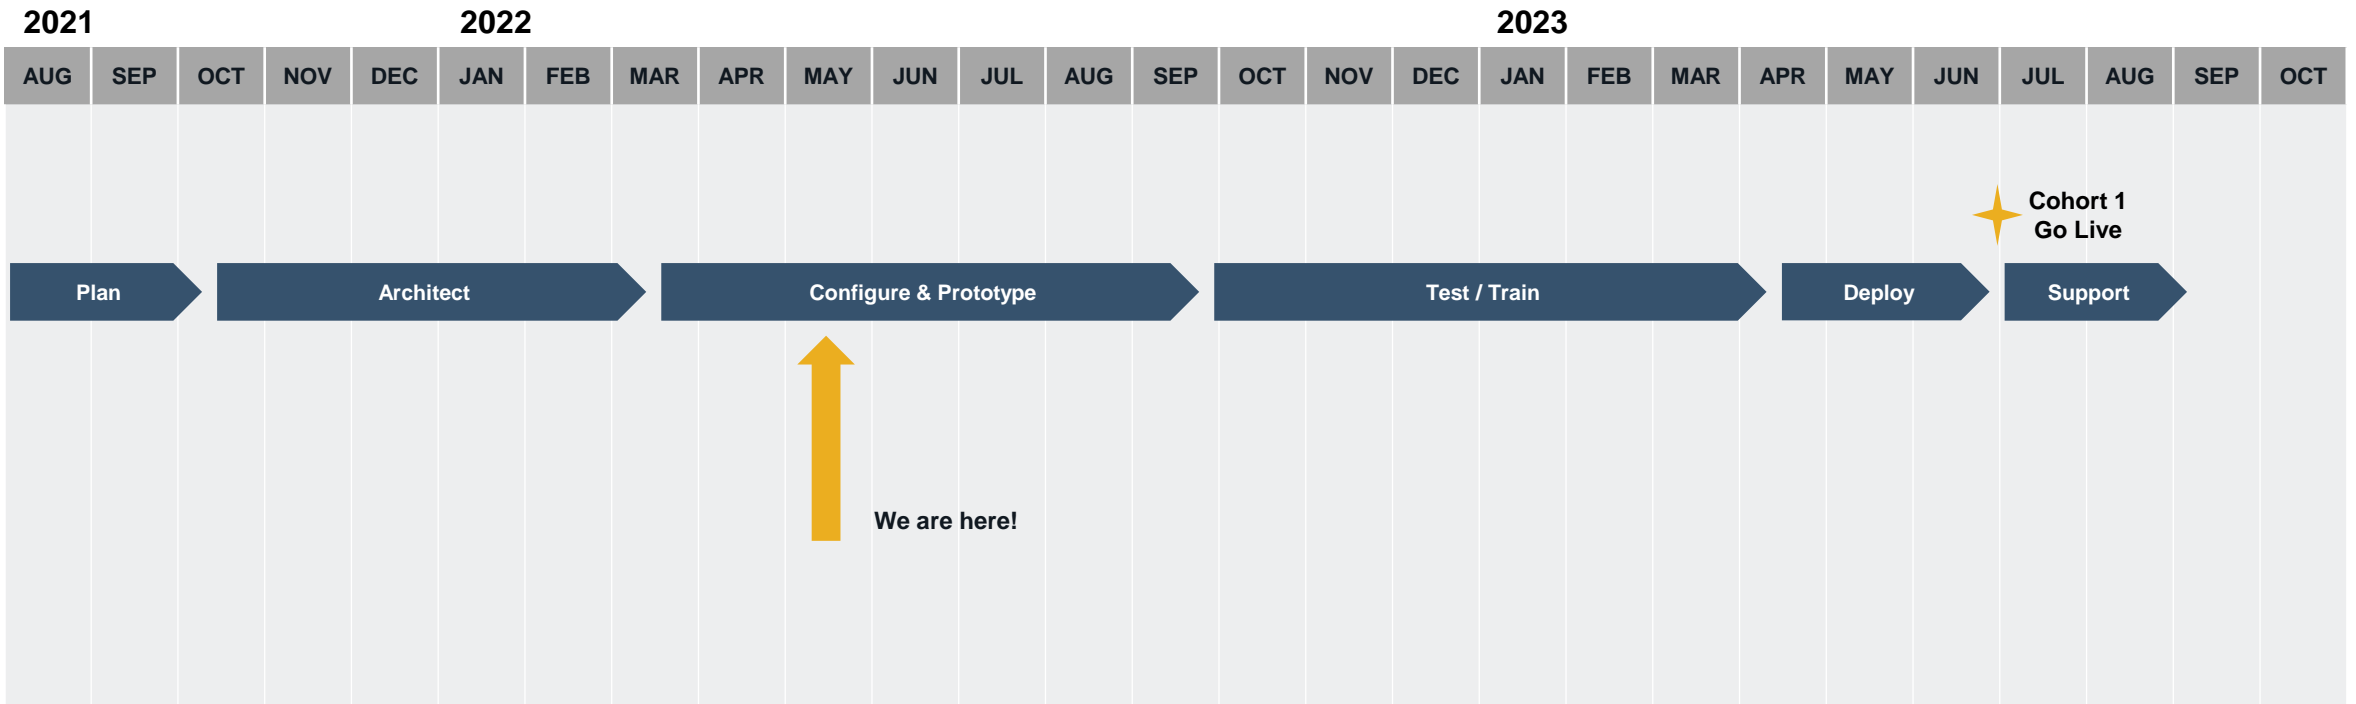 2021 2022 2023
AUG SEP OCT NOV DEC JAN FEB MAR APR MAY JUN JUL AUG SEP OCT NOV DEC JAN FEB MAR APR MAY JUN JUL AUG SEP OCT
Cohort 1
Go Live
Plan Architect Configure & Prototype Test / Train Deploy Support
We are here!